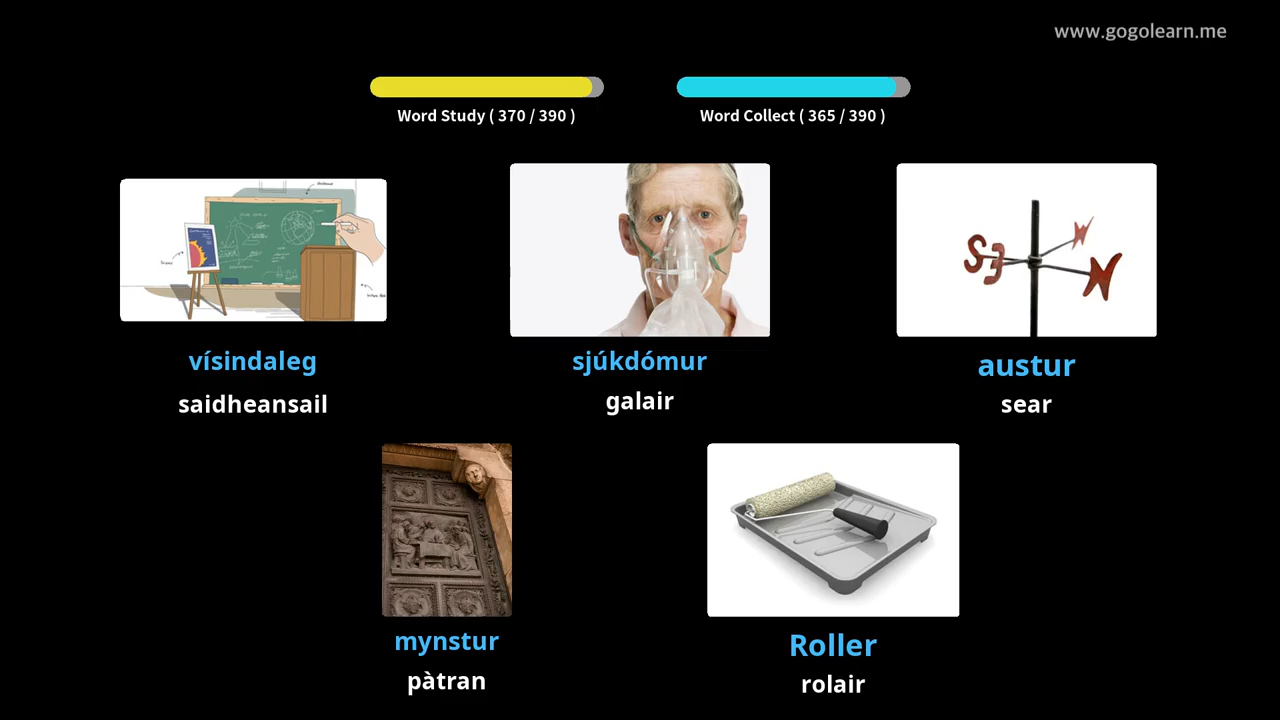 www.gogolearn.me
Word Study ( 370 / 390 )
Word Collect ( 365 / 390 )
vísindaleg
saidheansail
sjúkdómur
galair
austur
sear
mynstur
pàtran
Roller
rolair